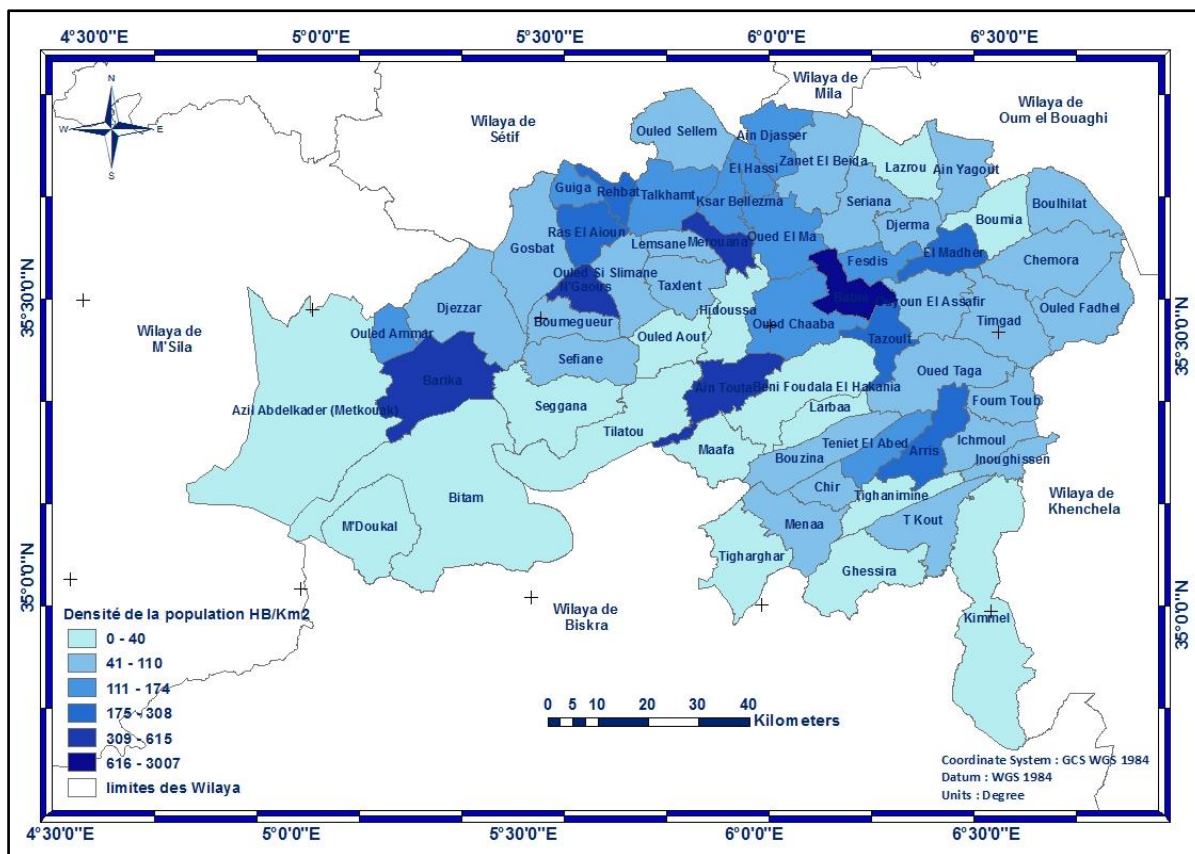 4°30'0"E 5°0'0"E 5°30'0"E 6°0'0"E 6°30'0"E
N
W E
S
Wilaya de
Mila
Wilaya de
Sétif
Wilaya de
Oum el Bouaghi
Ouled Sellem
Ain Djasser
Zanet El Beida
Lazrou
Ain Yagout
El Hassi
Guiga
Rehbat
Talkhamt
Ksar Bellezma
Seriana
Boumia
Boulhilat
Djerma
Ras El Aioun
Gosbat
Lemsane
Merouana
Oued El Ma
Fesdis
El Madher
Chemora
Ouled Si Slimane
N'Gaous
Taxlent
Hidoussa
Batna
Ouyoun El Assafir
Ouled Fadhel
35°30'0"N
35°30'0"N
Djezzar
Boumegueur
Oued Chaaba
Timgad
Wilaya de
M'Sila
Ouled Ammar
Ouled Aouf
Tazoult
Sefiane
Oued Taga
Barika
Ain Touta
Beni Foudala El Hakania
Foum Toub
Azil Abdelkader (Metkouak)
Seggana
Larbaa
Tilatou
Teniet El Abed
Ichmoul
Maafa
Arris
Inoughissen
Bouzina
Bitam
Chir
Tighanimine
Wilaya de
Khenchela
M'Doukal
Menaa
T Kout
Tigharghar
Ghessira
35°0'0"N
35°0'0"N
Wilaya de
Biskra
Kimmel
Densité de la population HB/Km2
0 - 40
41 - 110
111 - 174
175 - 308
309 - 615
616 - 3007
limites des Wilaya
0 5 10 20 30 40
Kilometers
Coordinate System : GCS WGS 1984
Datum : WGS 1984
Units : Degree
4°30'0"E 5°0'0"E 5°30'0"E 6°0'0"E 6°30'0"E